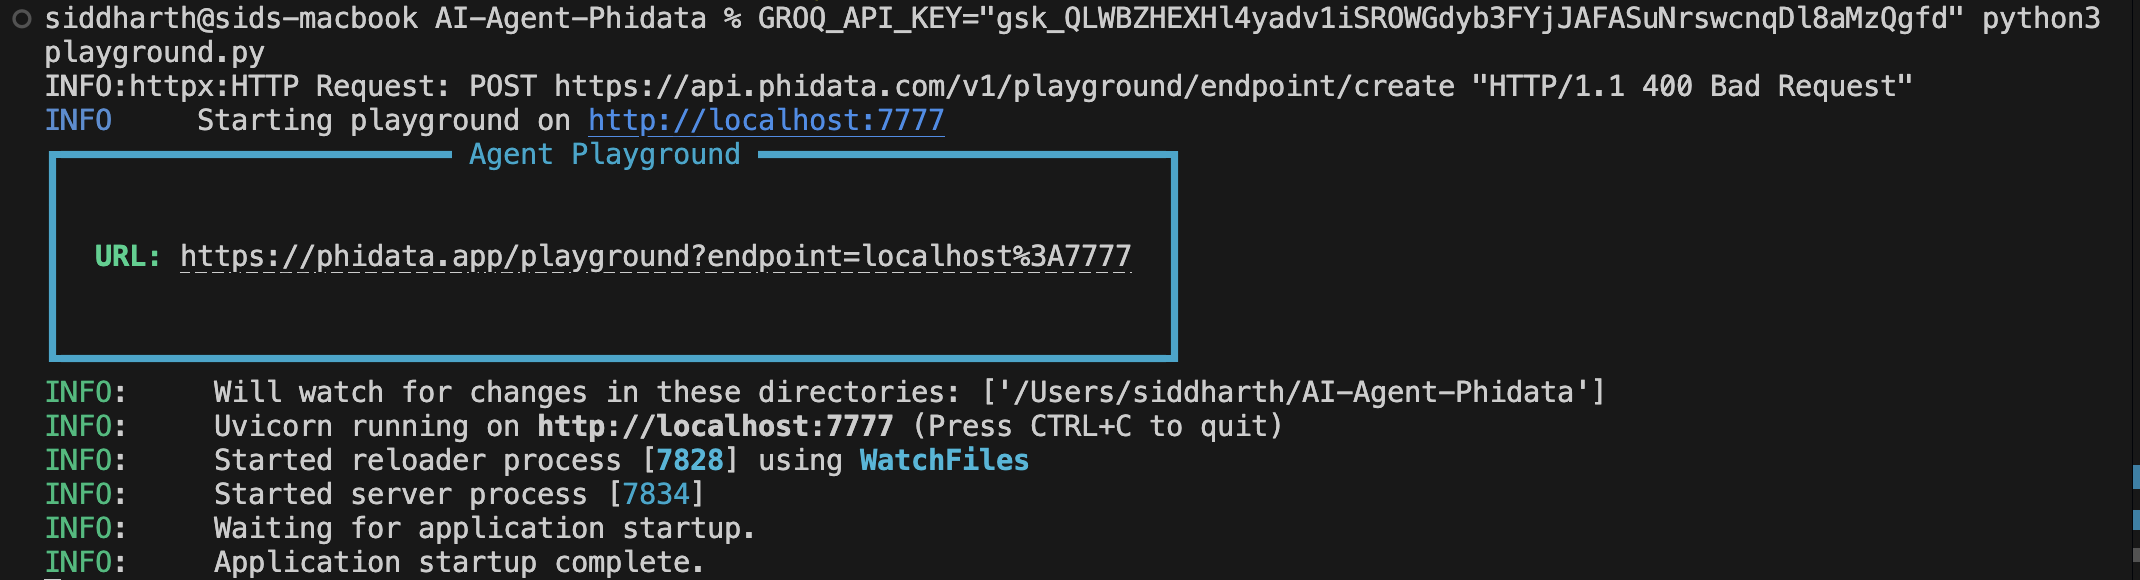 siddharth@sids-macbook AI-Agent-Phidata % GROQ_API_KEY="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" python3
playground.py
INFO:httpx:HTTP Request: POST https://api.phidata.com/v1/playground/endpoint/create "HTTP/1.1 400 Bad Request"
INFO     Starting playground on http://localhost:7777
Agent Playground
URL: https://phidata.app/playground?endpoint=localhost%3A7777
INFO:     Will watch for changes in these directories: ['/Users/siddharth/AI-Agent-Phidata']
INFO:     Uvicorn running on http://localhost:7777 (Press CTRL+C to quit)
INFO:     Started reloader process [7828] using WatchFiles
INFO:     Started server process [7834]
INFO:     Waiting for application startup.
INFO:     Application startup complete.